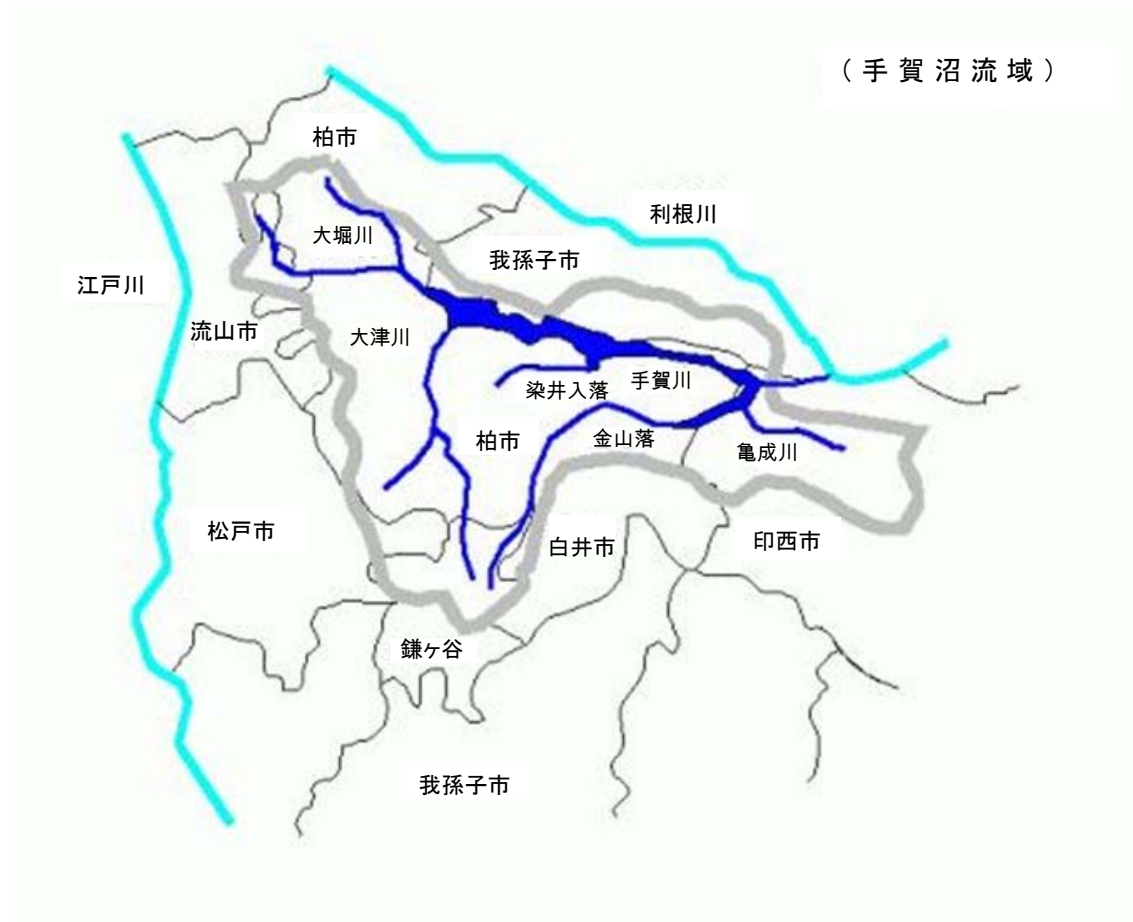 (手賀沼流域)
柏市
利根川
大堀川
我孫子市
江戸川
流山市
大津川
手賀川
染井入落
柏市
金山落
亀成川
松戸市
白井市
印西市
鎌ヶ谷
我孫子市